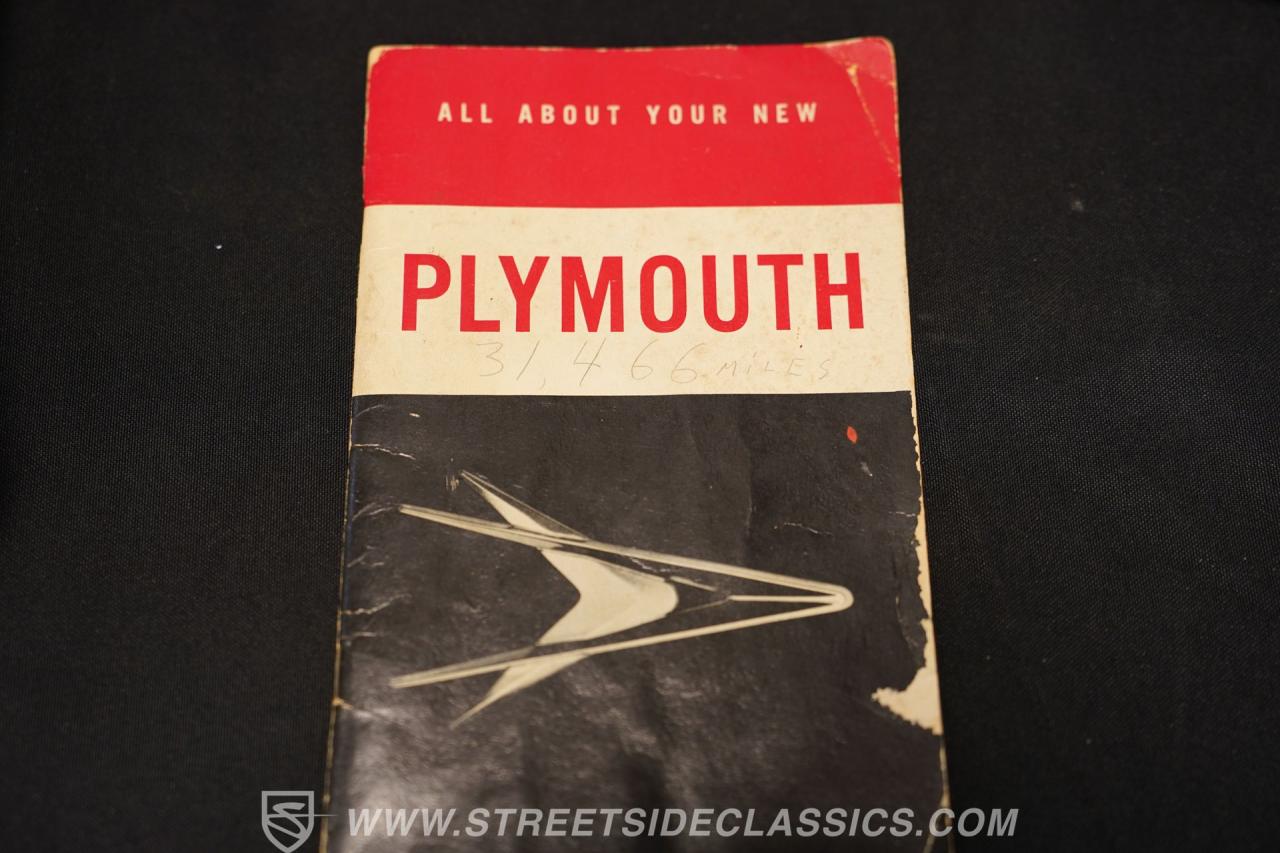 ALL ABOUT YOUR NEW
PLYMOUTH
31,466 MILES
WWW.STREETSIDECLASSICS.COM